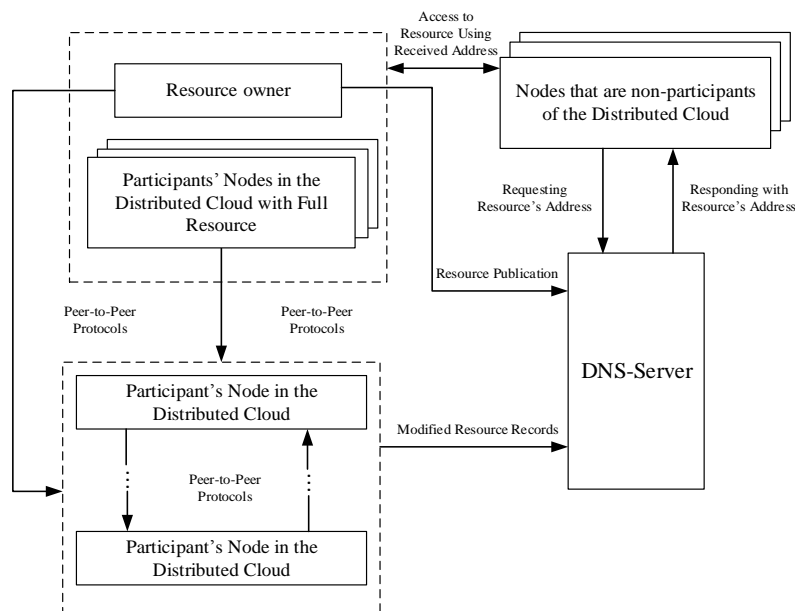 Access to
Resource Using
Received Address
Resource owner
Nodes that are non-participants
of the Distributed Cloud
Participants’ Nodes in the
Distributed Cloud with Full
Resource
Requesting
Resource’s Address
Responding with
Resource’s Address
Resource Publication
Peer-to-Peer
Protocols
Peer-to-Peer
Protocols
DNS-Server
Participant’s Node in the
Distributed Cloud
Modified Resource Records
Peer-to-Peer
Protocols
Participant’s Node in the
Distributed Cloud